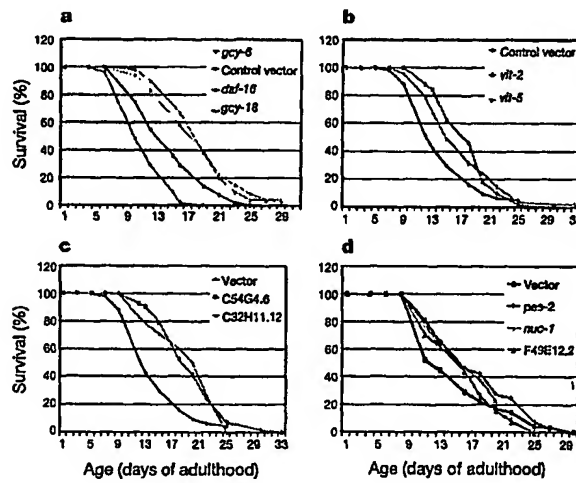 a
b
Survival (%)
120
100
80
60
40
20
0
gcy-6
Control vector
daf-16
gcy-18
1 5 9 13 17 21 25 29
120
100
80
60
40
20
0
Control vector
vit-2
vit-5
1 5 9 13 17 21 25
c
d
Survival (%)
120
100
80
60
40
20
0
Vector
C54G4.6
C32H11.12
1 5 9 13 17 21 25 29 33
120
100
80
60
40
20
0
Vector
pes-2
nuc-1
F49E12.2
1 5 9 13 17 21 25
Age (days of adulthood)
Age (days of adulthood)